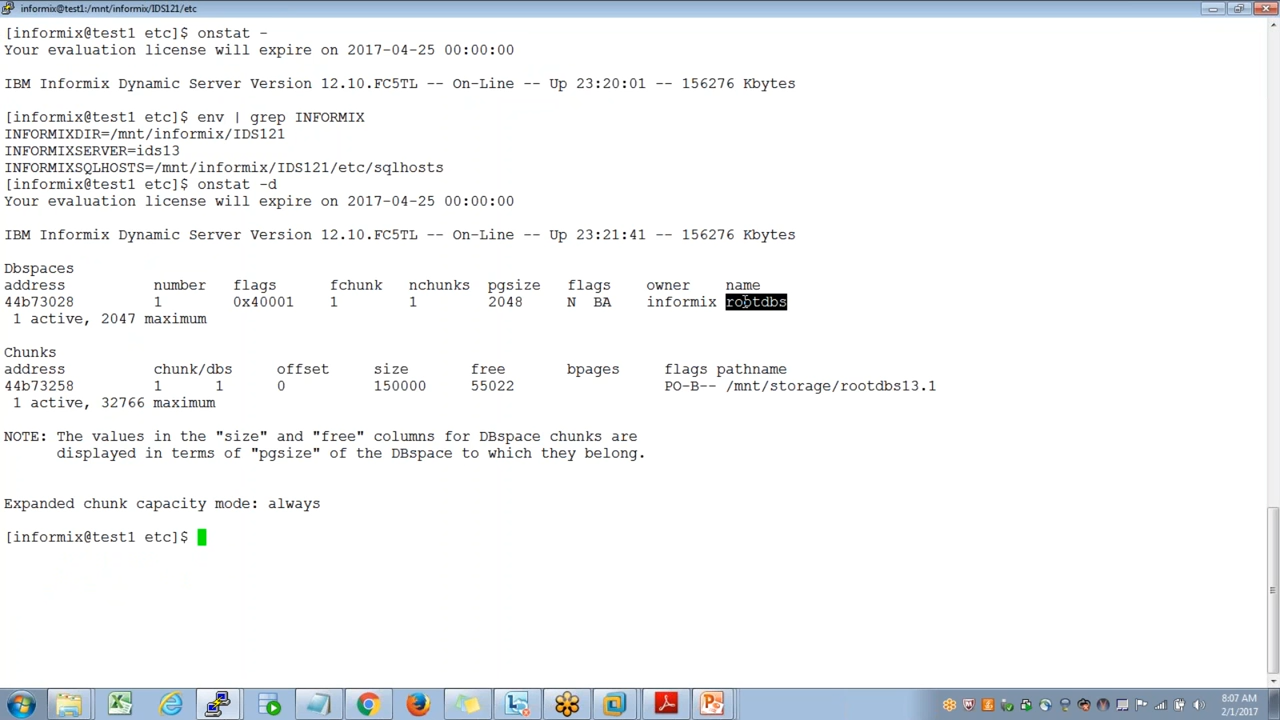 informix@test1:/mnt/informix/IDS121/etc
[informix@test1 etc]$ onstat -
Your evaluation license will expire on 2017-04-25 00:00:00
IBM Informix Dynamic Server Version 12.10.FC5TL -- On-Line -- Up 23:20:01 -- 156276 Kbytes
[informix@test1 etc]$ env | grep INFORMIX
INFORMIXDIR=/mnt/informix/IDS121
INFORMIXSERVER=ids13
INFORMIXSQLHOSTS=/mnt/informix/IDS121/etc/sqlhosts
[informix@test1 etc]$ onstat -d
Your evaluation license will expire on 2017-04-25 00:00:00
IBM Informix Dynamic Server Version 12.10.FC5TL -- On-Line -- Up 23:21:41 -- 156276 Kbytes
Dbspaces
address number flags fchunk nchunks pgsize flags owner name
44b73028 1 0x40001 1 1 2048 N BA informix rootdbs
1 active, 2047 maximum
Chunks
address chunk/dbs offset size free bpages flags pathname
44b73258 1 1 0 150000 55022 PO-B-- /mnt/storage/rootdbs13.1
1 active, 32766 maximum
NOTE: The values in the "size" and "free" columns for DBspace chunks are
displayed in terms of "pgsize" of the DBspace to which they belong.
Expanded chunk capacity mode: always
[informix@test1 etc]$
8:07 AM
2/1/2017